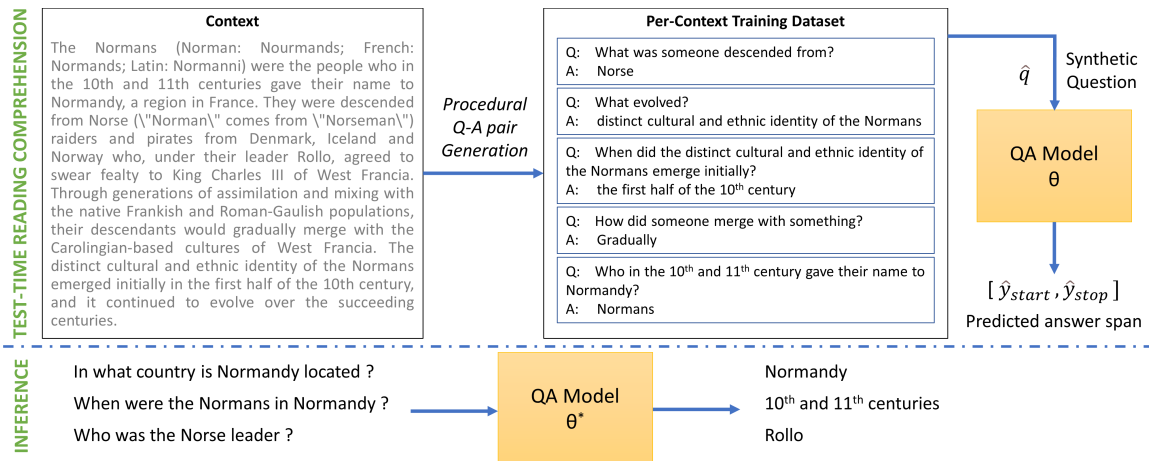 TEST-TIME READING COMPREHENSION
Context
The Normans (Norman: Nourmands; French:
Normands; Latin: Normanni) were the people who in
the 10th and 11th centuries gave their name to
Normandy, a region in France. They were descended
from Norse (\"Norman\" comes from \"Norseman\")
raiders and pirates from Denmark, Iceland and
Norway who, under their leader Rollo, agreed to
swear fealty to King Charles III of West Francia.
Through generations of assimilation and mixing with
the native Frankish and Roman-Gaulish populations,
their descendants would gradually merge with the
Carolingian-based cultures of West Francia. The
distinct cultural and ethnic identity of the Normans
emerged initially in the first half of the 10th century,
and it continued to evolve over the succeeding
centuries.
Procedural
Q-A pair
Generation
Per-Context Training Dataset
Q: What was someone descended from?
A: Norse
Q: What evolved?
A: distinct cultural and ethnic identity of the Normans
Q: When did the distinct cultural and ethnic identity of
the Normans emerge initially?
A: the first half of the 10th century
Q: How did someone merge with something?
A: Gradually
Q: Who in the 10th and 11th century gave their name to
Normandy?
A: Normans
q̂
Synthetic
Question
QA Model
θ
[ ŷstart , ŷstop ]
Predicted answer span
INFERENCE
In what country is Normandy located ?
When were the Normans in Normandy ?
Who was the Norse leader ?
QA Model
θ*
Normandy
10th and 11th centuries
Rollo